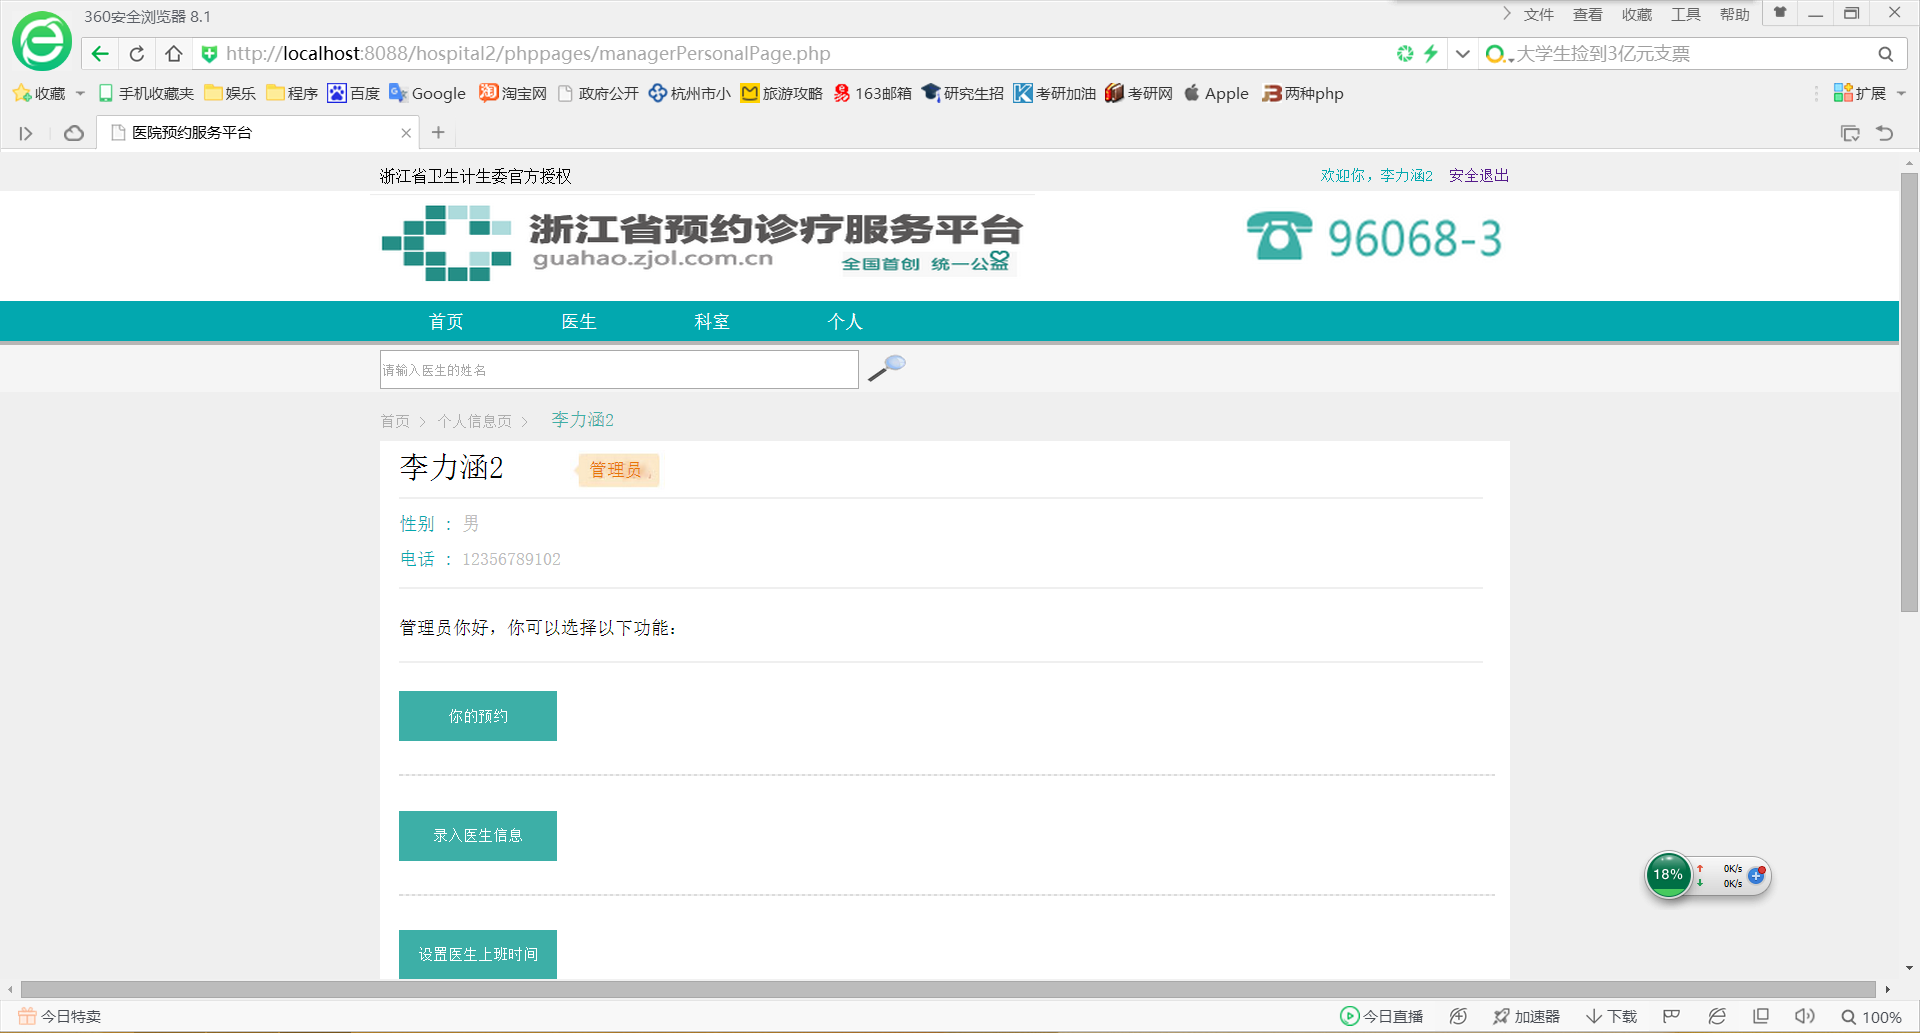 360安全浏览器 8.1
文件 查看 收藏 工具 帮助
http://localhost:8088/hospital2/phppages/managerPersonalPage.php
大学生捡到3亿元支票
收藏 手机收藏夹 娱乐 程序 百度 Google 淘宝网 政府公开 杭州市小 旅游攻略 163邮箱 研究生招 考研加油 考研网 Apple 两种php 扩展
医院预约服务平台
浙江省卫生计生委官方授权
欢迎你，李力涵2 安全退出
浙江省预约诊疗服务平台
guahao.zjol.com.cn 全国首创 统一公益
96068-3
首页 医生 科室 个人
请输入医生的姓名
首页 > 个人信息页 > 李力涵2
李力涵2 管理员
性别 ： 男
电话 ： 12356789102
管理员你好，你可以选择以下功能：
你的预约
录入医生信息
设置医生上班时间
18% 0K/s
0K/s
今日特卖 今日直播 加速器 下载 100%